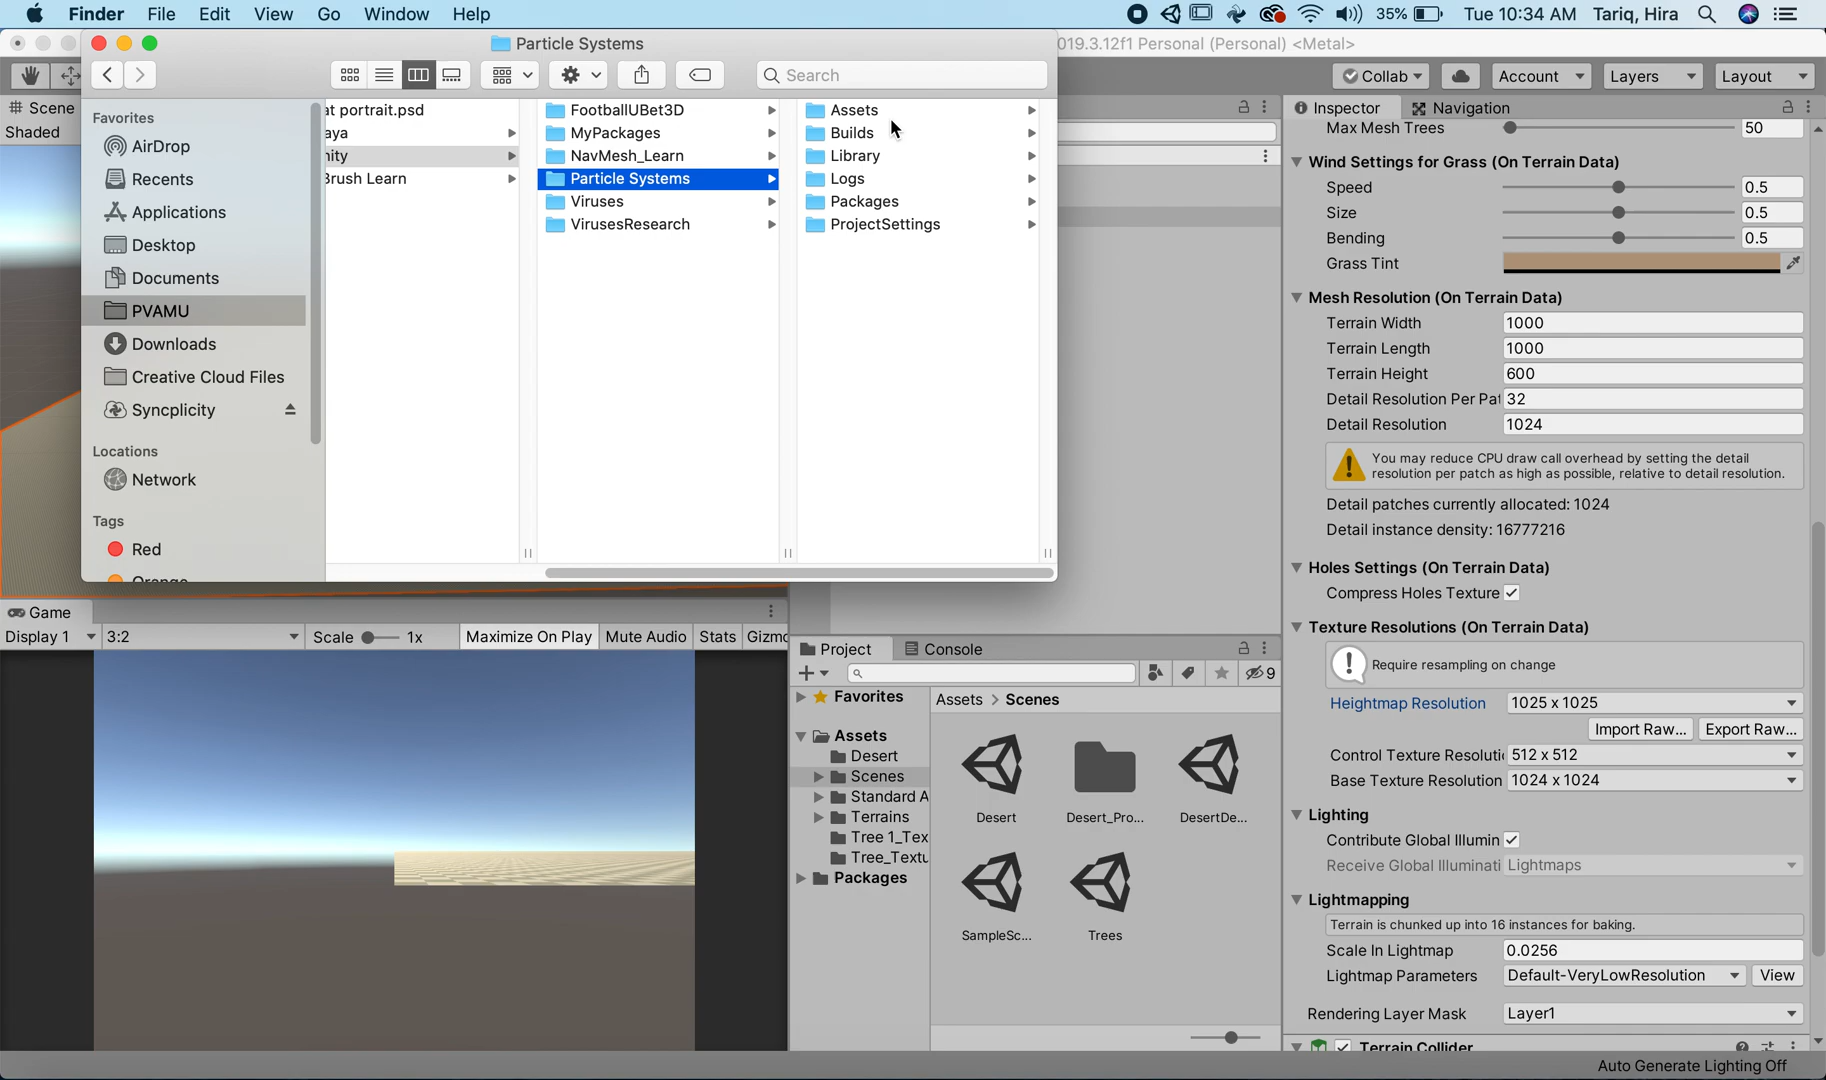 Finder File Edit View Go Window Help 35% Tue 10:34 AM Tariq, Hira
Particle Systems
019.3.12f1 Personal (Personal) <Metal>
Search
Collab Account Layers Layout
# Scene
Shaded
Favorites
AirDrop
Recents
Applications
Desktop
Documents
PVAMU
Downloads
Creative Cloud Files
Syncplicity
Locations
Network
Tags
Red
Orange
at portrait.psd
aya
nity
Brush Learn
FootballUBet3D
MyPackages
NavMesh_Learn
Particle Systems
Viruses
VirusesResearch
Assets
Builds
Library
Logs
Packages
ProjectSettings
Game
Display 1 3:2 Scale 1x Maximize On Play Mute Audio Stats Gizmo
Project Console
9
Favorites
Assets
Desert
Scenes
Standard A
Terrains
Tree 1_Tex
Tree_Textu
Packages
Assets > Scenes
Desert Desert_Pro... DesertDe...
SampleSc... Trees
Inspector Navigation
Max Mesh Trees 50
Wind Settings for Grass (On Terrain Data)
Speed 0.5
Size 0.5
Bending 0.5
Grass Tint
Mesh Resolution (On Terrain Data)
Terrain Width 1000
Terrain Length 1000
Terrain Height 600
Detail Resolution Per Pat 32
Detail Resolution 1024
You may reduce CPU draw call overhead by setting the detail
resolution per patch as high as possible, relative to detail resolution.
Detail patches currently allocated: 1024
Detail instance density: 16777216
Holes Settings (On Terrain Data)
Compress Holes Texture
Texture Resolutions (On Terrain Data)
Require resampling on change
Heightmap Resolution 1025 x 1025
Import Raw... Export Raw...
Control Texture Resoluti 512 x 512
Base Texture Resolution 1024 x 1024
Lighting
Contribute Global Illumin
Receive Global Illuminati Lightmaps
Lightmapping
Terrain is chunked up into 16 instances for baking.
Scale In Lightmap 0.0256
Lightmap Parameters Default-VeryLowResolution View
Rendering Layer Mask Layer1
Terrain Collider
Auto Generate Lighting Off